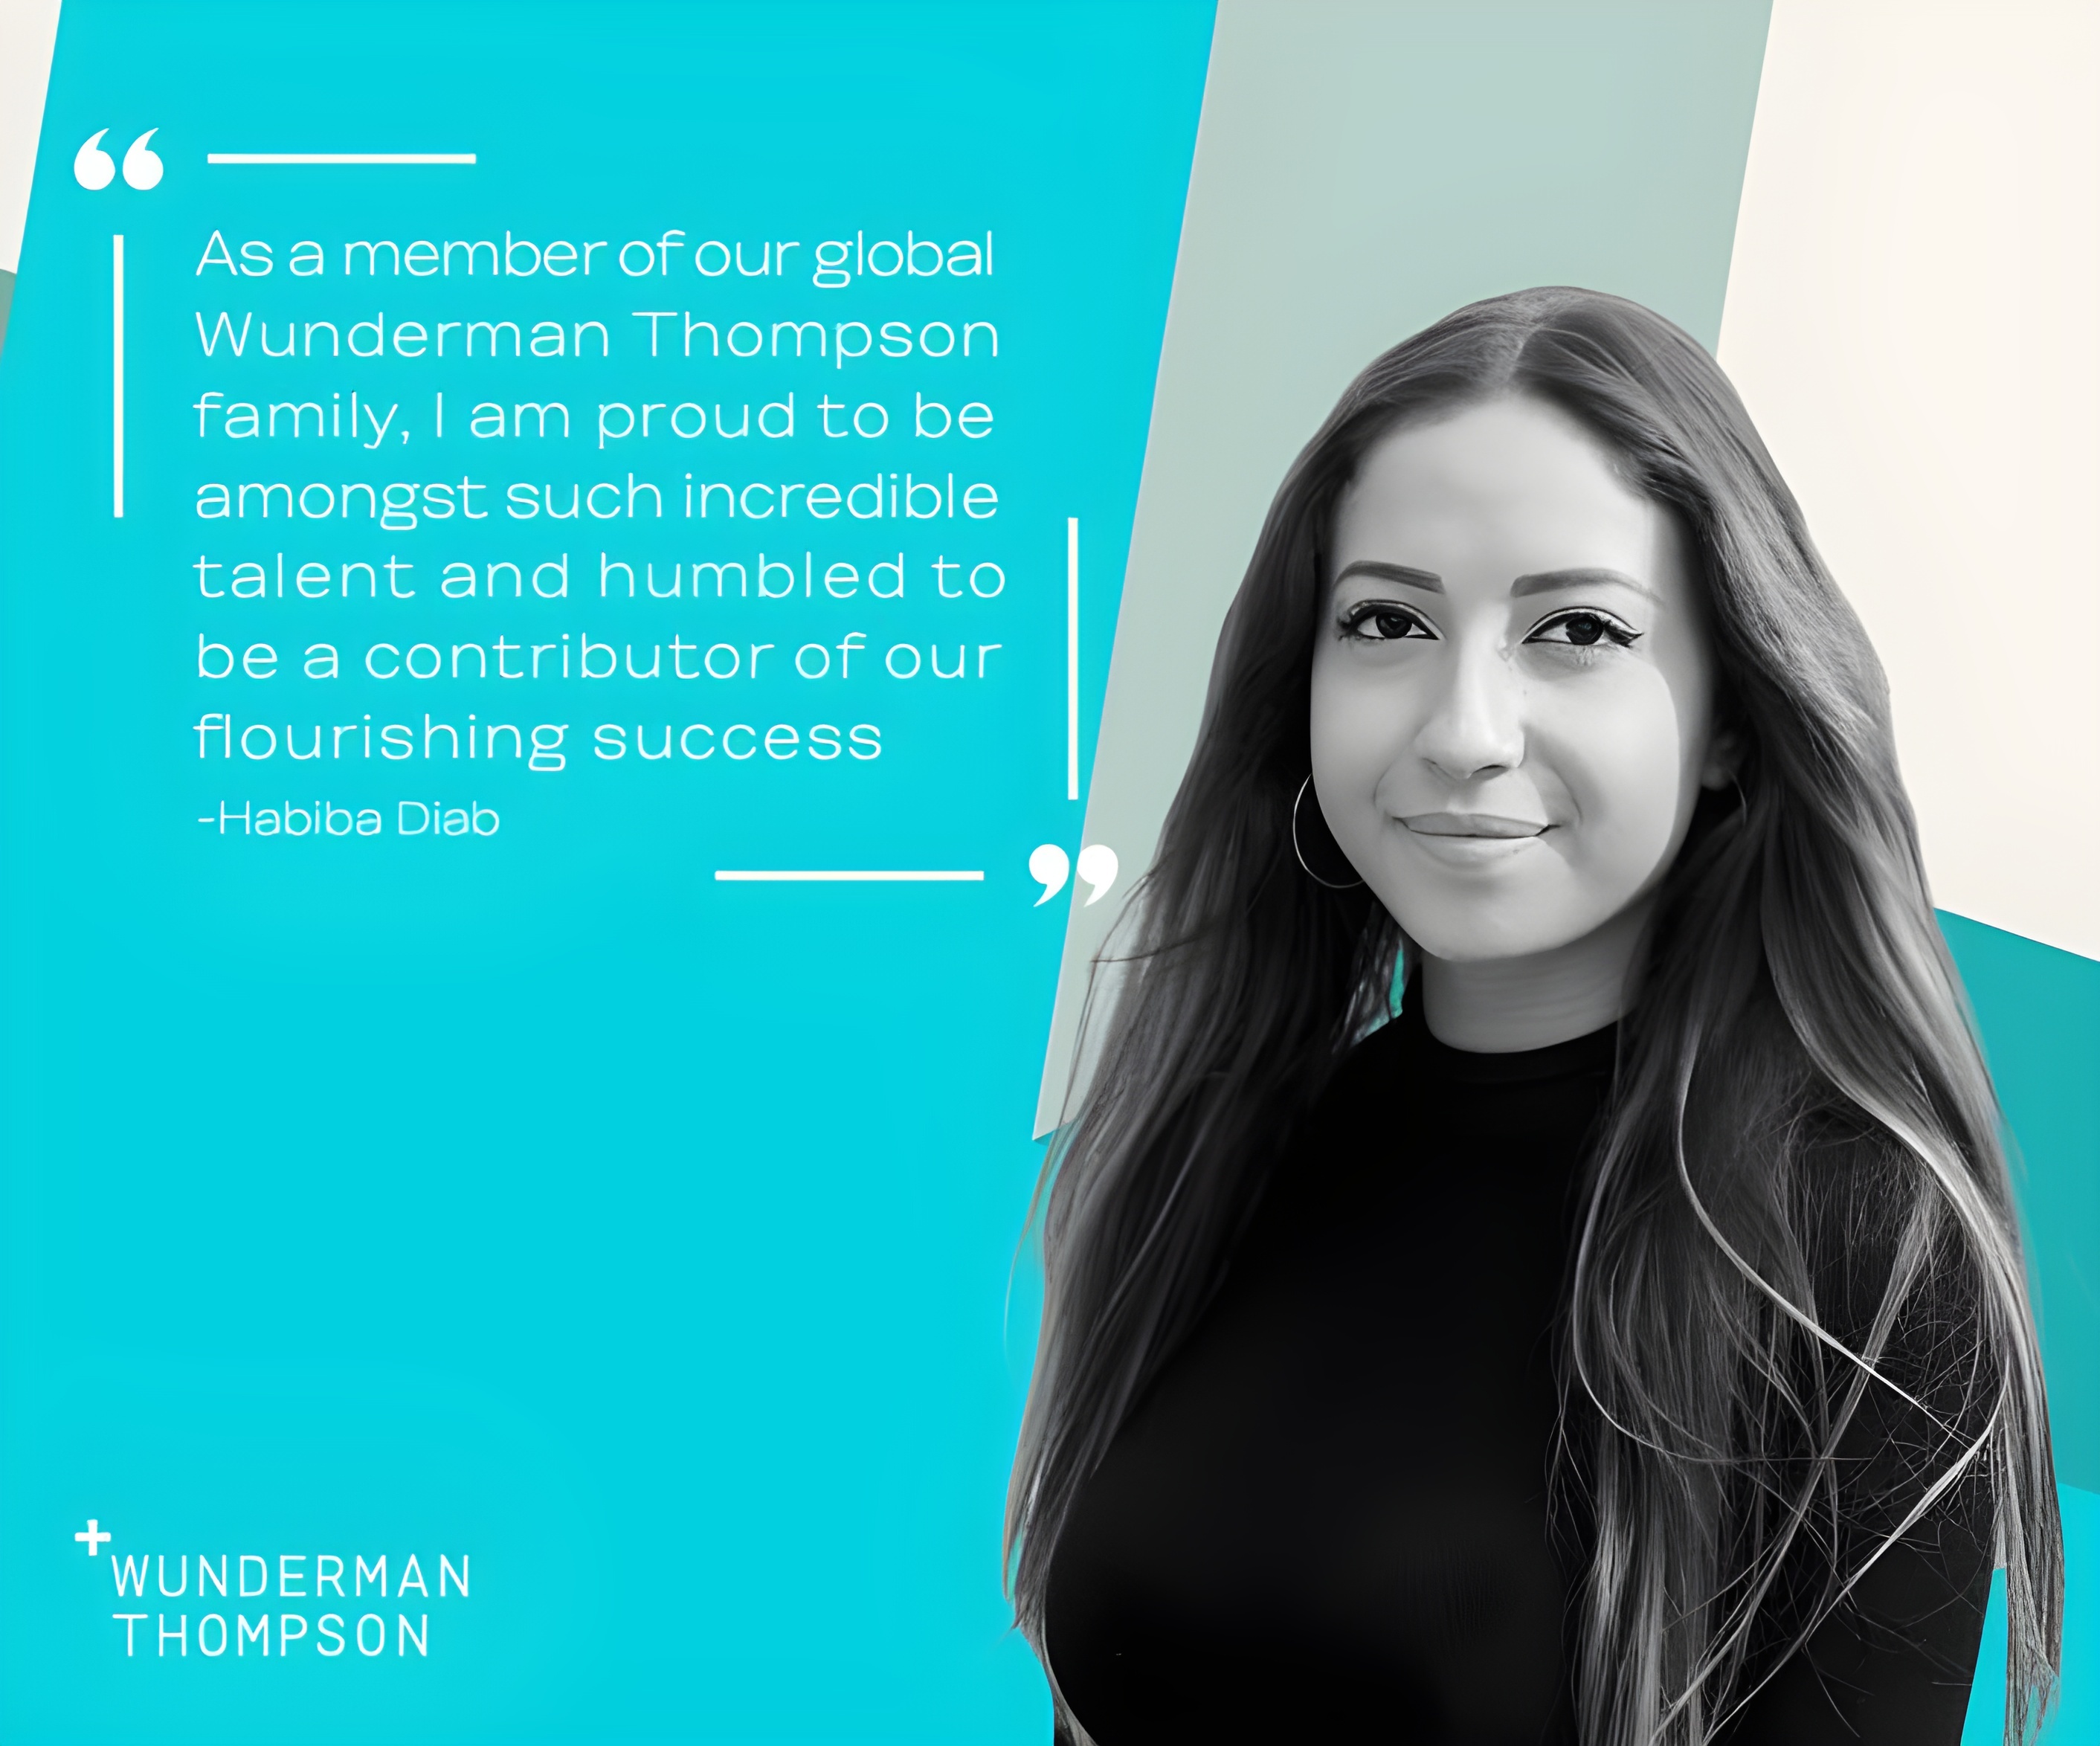 “
As a member of our global
Wunderman Thompson
family, I am proud to be
amongst such incredible
talent and humbled to
be a contributor of our
flourishing success
-Habiba Diab
”
+
WUNDERMAN
THOMPSON